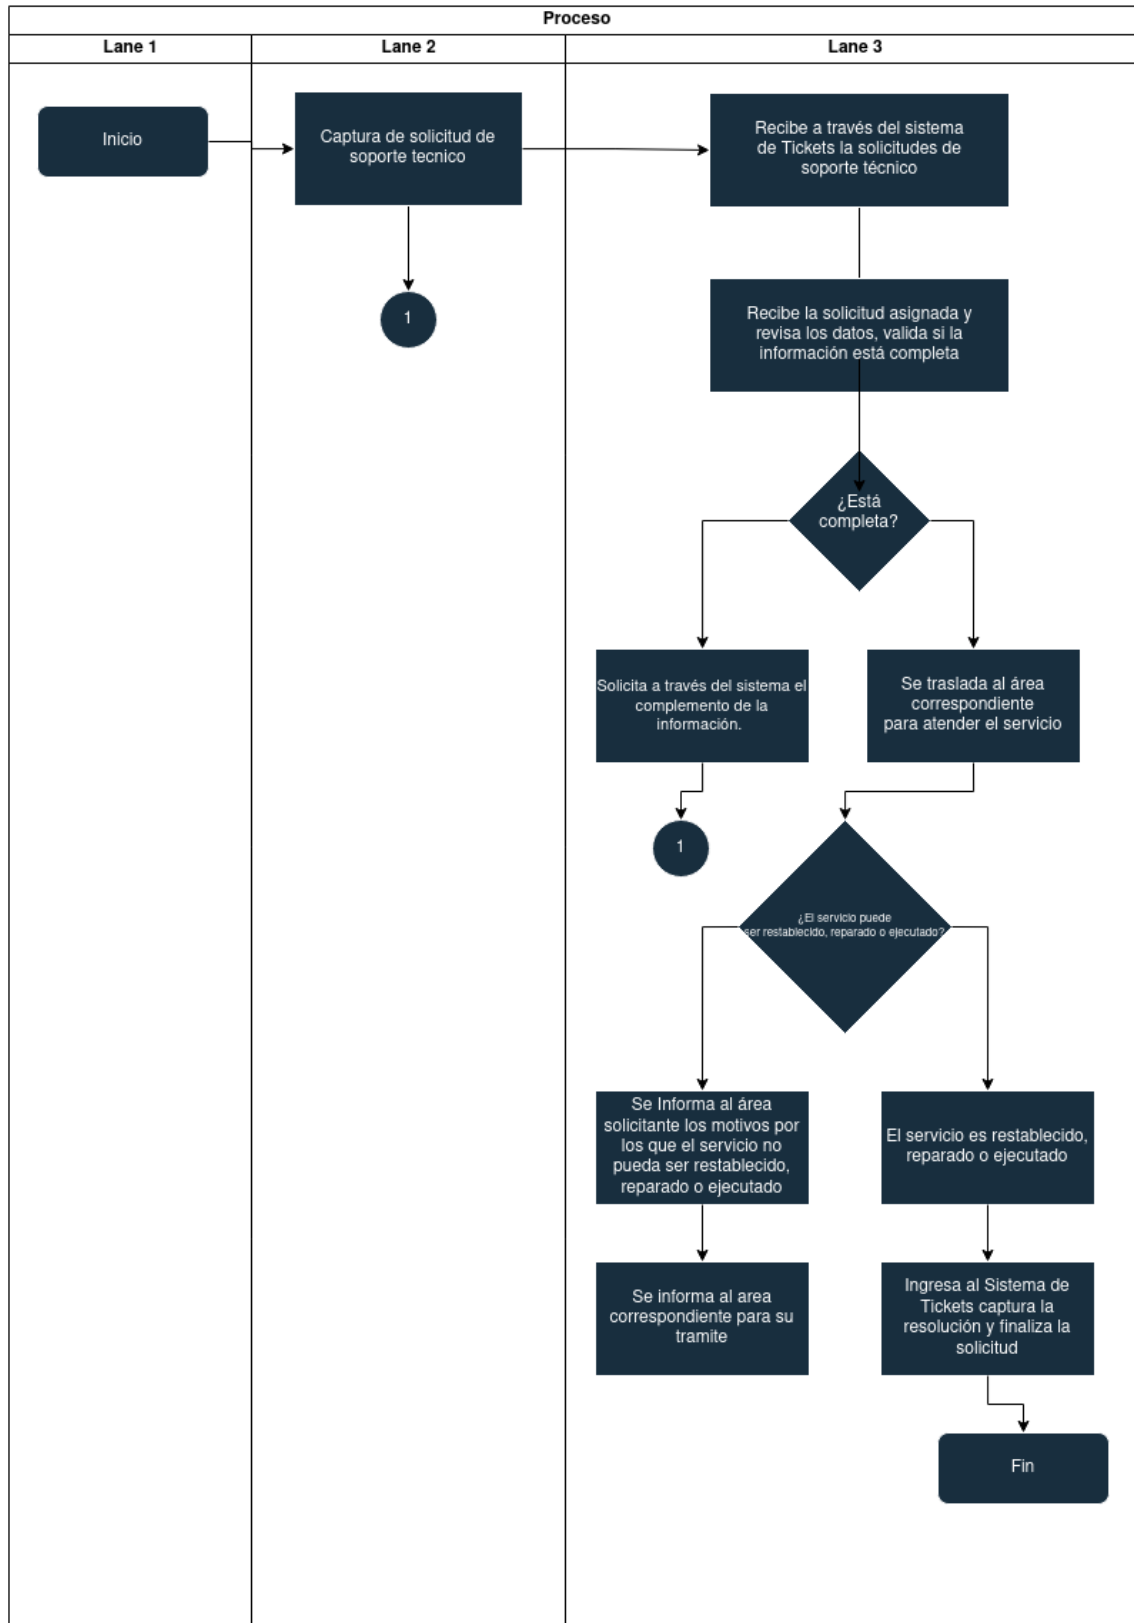 Proceso
Lane 1
Lane 2
Lane 3
Inicio
Captura de solicitud de
soporte tecnico
Recibe a través del sistema
de Tickets la solicitudes de
soporte técnico
1
Recibe la solicitud asignada y
revisa los datos, valida si la
información está completa
¿Está
completa?
Solicita a través del sistema el
complemento de la
información.
Se traslada al área
correspondiente
para atender el servicio
1
¿El servicio puede
ser restablecido, reparado o ejecutado?
Se Informa al área
solicitante los motivos por
los que el servicio no
pueda ser restablecido,
reparado o ejecutado
El servicio es restablecido,
reparado o ejecutado
Se informa al area
correspondiente para su
tramite
Ingresa al Sistema de
Tickets captura la
resolución y finaliza la
solicitud
Fin